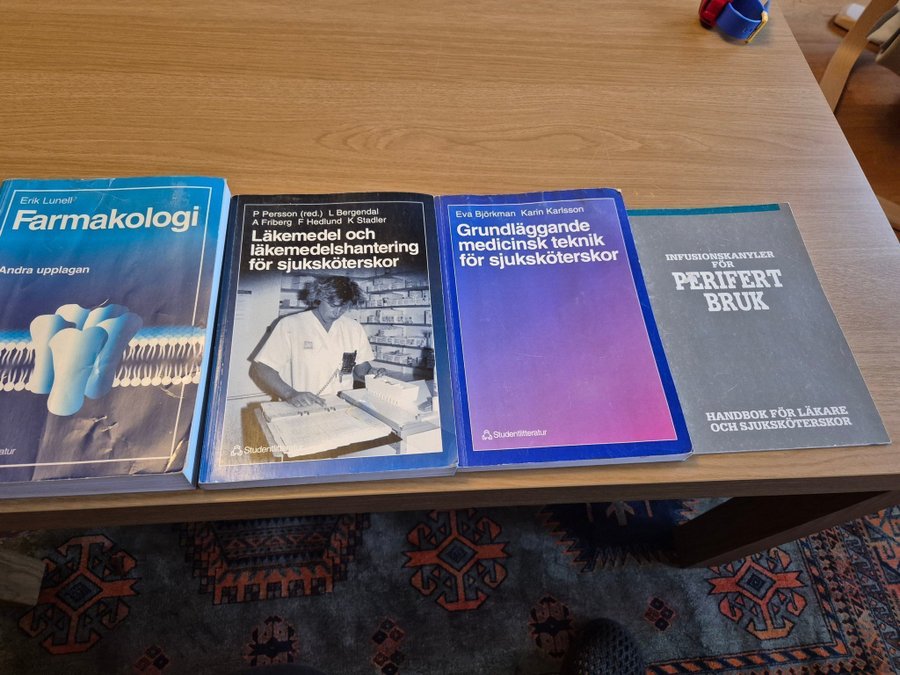 Erik Lunell
Farmakologi
Andra upplagan
P Persson (red.) L Bergendal
A Friberg F Hedlund K Stadler
Läkemedel och
läkemedelshantering
för sjuksköterskor
Studentlitteratur
Eva Björkman Karin Karlsson
Grundläggande
medicinsk teknik
för sjuksköterskor
Studentlitteratur
INFUSIONSKANYLER
FÖR
PERIFERT
BRUK
HANDBOK FÖR LÄKARE
OCH SJUKSKÖTERSKOR